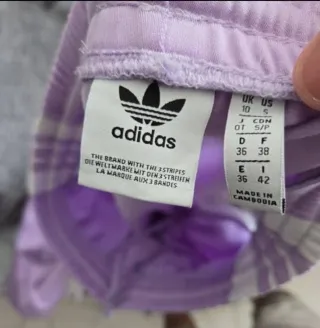 adidas
THE BRAND WITH THE 3 STRIPES
DIE WELTMARKE MIT DEN 3 STREIFEN
LA MARQUE AUX 3 BANDES
UK US
10 S
J CDN
OT S/P
D F
36 38
E I
36 42
MADE IN
CAMBODIA